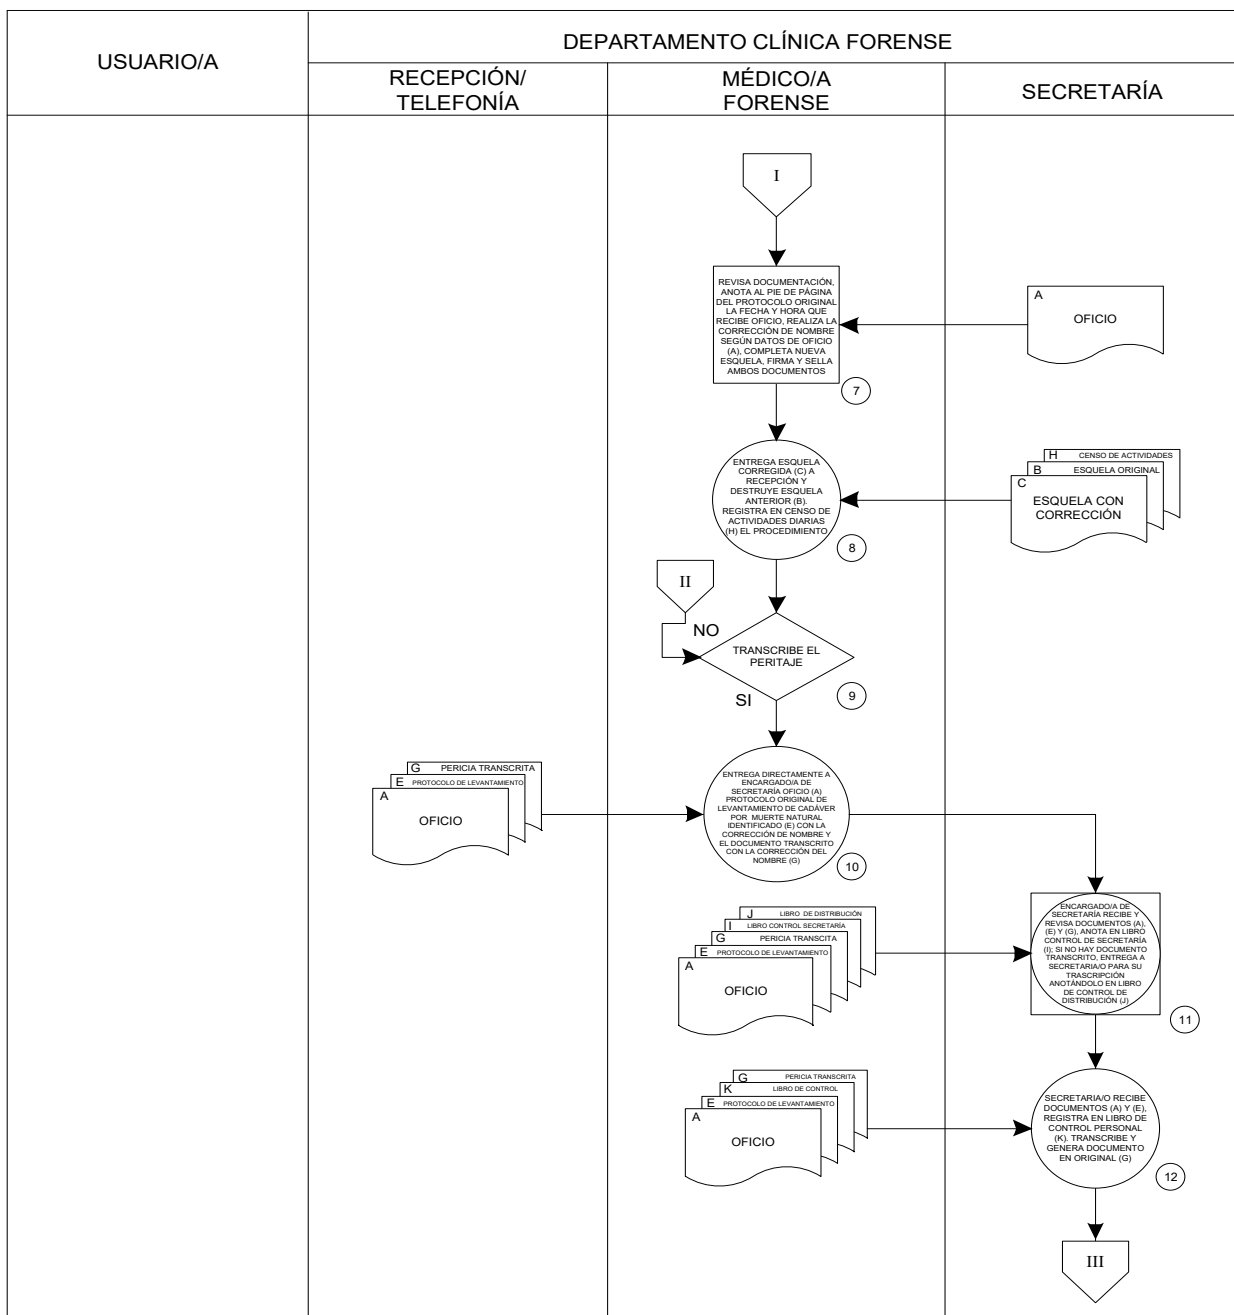 USUARIO/A
DEPARTAMENTO CLÍNICA FORENSE
RECEPCIÓN/
TELEFONÍA
MÉDICO/A
FORENSE
SECRETARÍA
I
REVISA DOCUMENTACIÓN,
ANOTA AL PIE DE PÁGINA
DEL PROTOCOLO ORIGINAL
LA FECHA Y HORA QUE
RECIBE OFICIO, REALIZA LA
CORRECCIÓN DE NOMBRE
SEGÚN DATOS DE OFICIO
(A), COMPLETA NUEVA
ESQUELA, FIRMA Y SELLA
AMBOS DOCUMENTOS
7
A
OFICIO
ENTREGA ESQUELA
CORREGIDA (C) A
RECEPCIÓN Y
DESTRUYE ESQUELA
ANTERIOR (B).
REGISTRA EN CENSO DE
ACTIVIDADES DIARIAS
(H) EL PROCEDIMIENTO
8
H CENSO DE ACTIVIDADES
B ESQUELA ORIGINAL
C
ESQUELA CON
CORRECCIÓN
II
NO
TRANSCRIBE EL
PERITAJE
SI
9
G PERICIA TRANSCRITA
E PROTOCOLO DE LEVANTAMIENTO
A
OFICIO
ENTREGA DIRECTAMENTE A
ENCARGADO/A DE
SECRETARÍA OFICIO (A)
PROTOCOLO ORIGINAL DE
LEVANTAMIENTO DE CADÁVER
POR MUERTE NATURAL
IDENTIFICADO (E) CON LA
CORRECCIÓN DE NOMBRE Y
EL DOCUMENTO TRANSCRITO
CON LA CORRECCIÓN DEL
NOMBRE (G)
10
J LIBRO DE DISTRIBUCIÓN
I LIBRO CONTROL SECRETARÍA
G PERICIA TRANSCITA
E PROTOCOLO DE LEVANTAMIENTO
A
OFICIO
ENCARGADO/A DE
SECRETARÍA RECIBE Y
REVISA DOCUMENTOS (A),
(E) Y (G), ANOTA EN LIBRO
CONTROL DE SECRETARÍA
(I); SI NO HAY DOCUMENTO
TRANSCRITO, ENTREGA A
SECRETARIA/O PARA SU
TRASCRIPCIÓN
ANOTÁNDOLO EN LIBRO
DE CONTROL DE
DISTRIBUCIÓN (J)
11
G PERICIA TRANSCRITA
K LIBRO DE CONTROL
E PROTOCOLO DE LEVANTAMIENTO
A
OFICIO
SECRETARIA/O RECIBE
DOCUMENTOS (A) Y (E),
REGISTRA EN LIBRO DE
CONTROL PERSONAL
(K). TRANSCRIBE Y
GENERA DOCUMENTO
EN ORIGINAL (G)
12
III